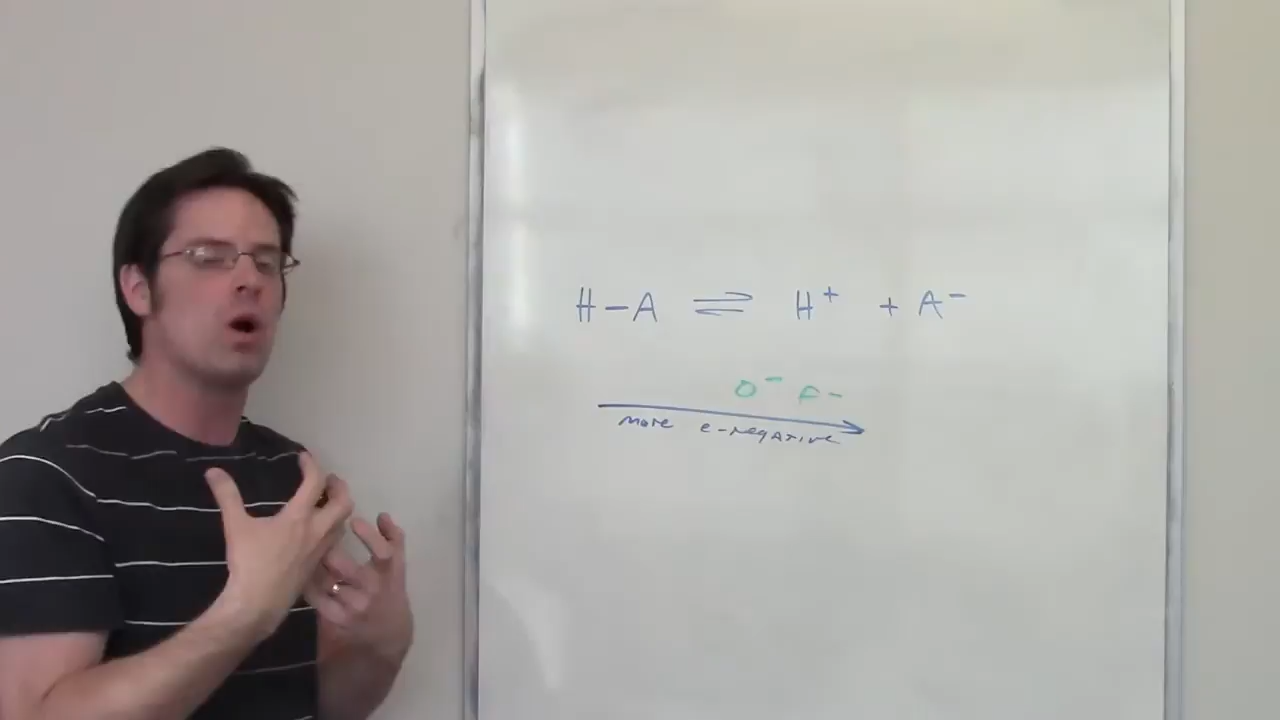 H-A ⇌ H⁺ + A⁻
O⁻ F⁻
more e-negative